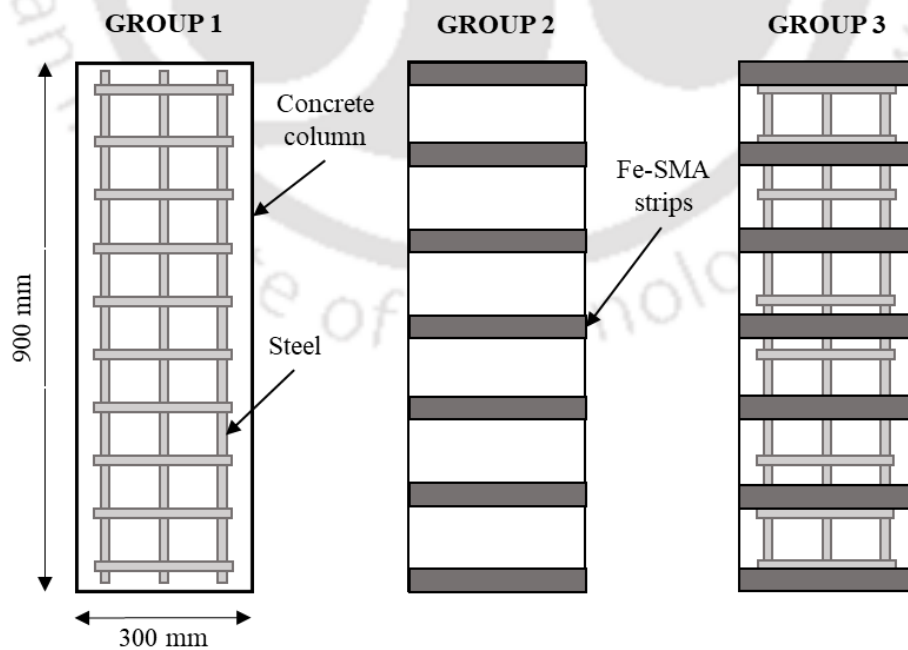 GROUP 1
GROUP 2
GROUP 3
Concrete
column
Fe-SMA
strips
900 mm
Steel
300 mm